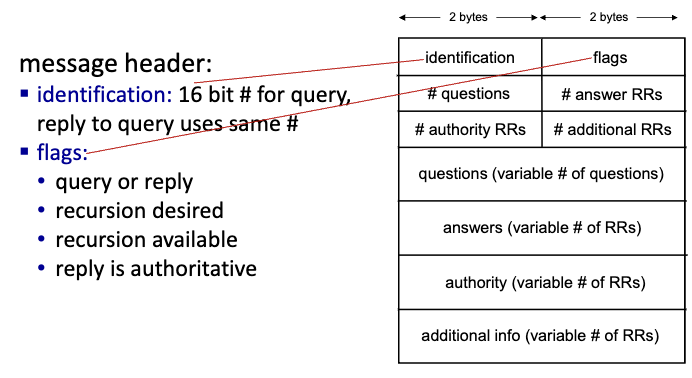 message header:
▪ identification: 16 bit # for query,
reply to query uses same #
▪ flags:
• query or reply
• recursion desired
• recursion available
• reply is authoritative
2 bytes 2 bytes
identification flags
# questions # answer RRs
# authority RRs # additional RRs
questions (variable # of questions)
answers (variable # of RRs)
authority (variable # of RRs)
additional info (variable # of RRs)